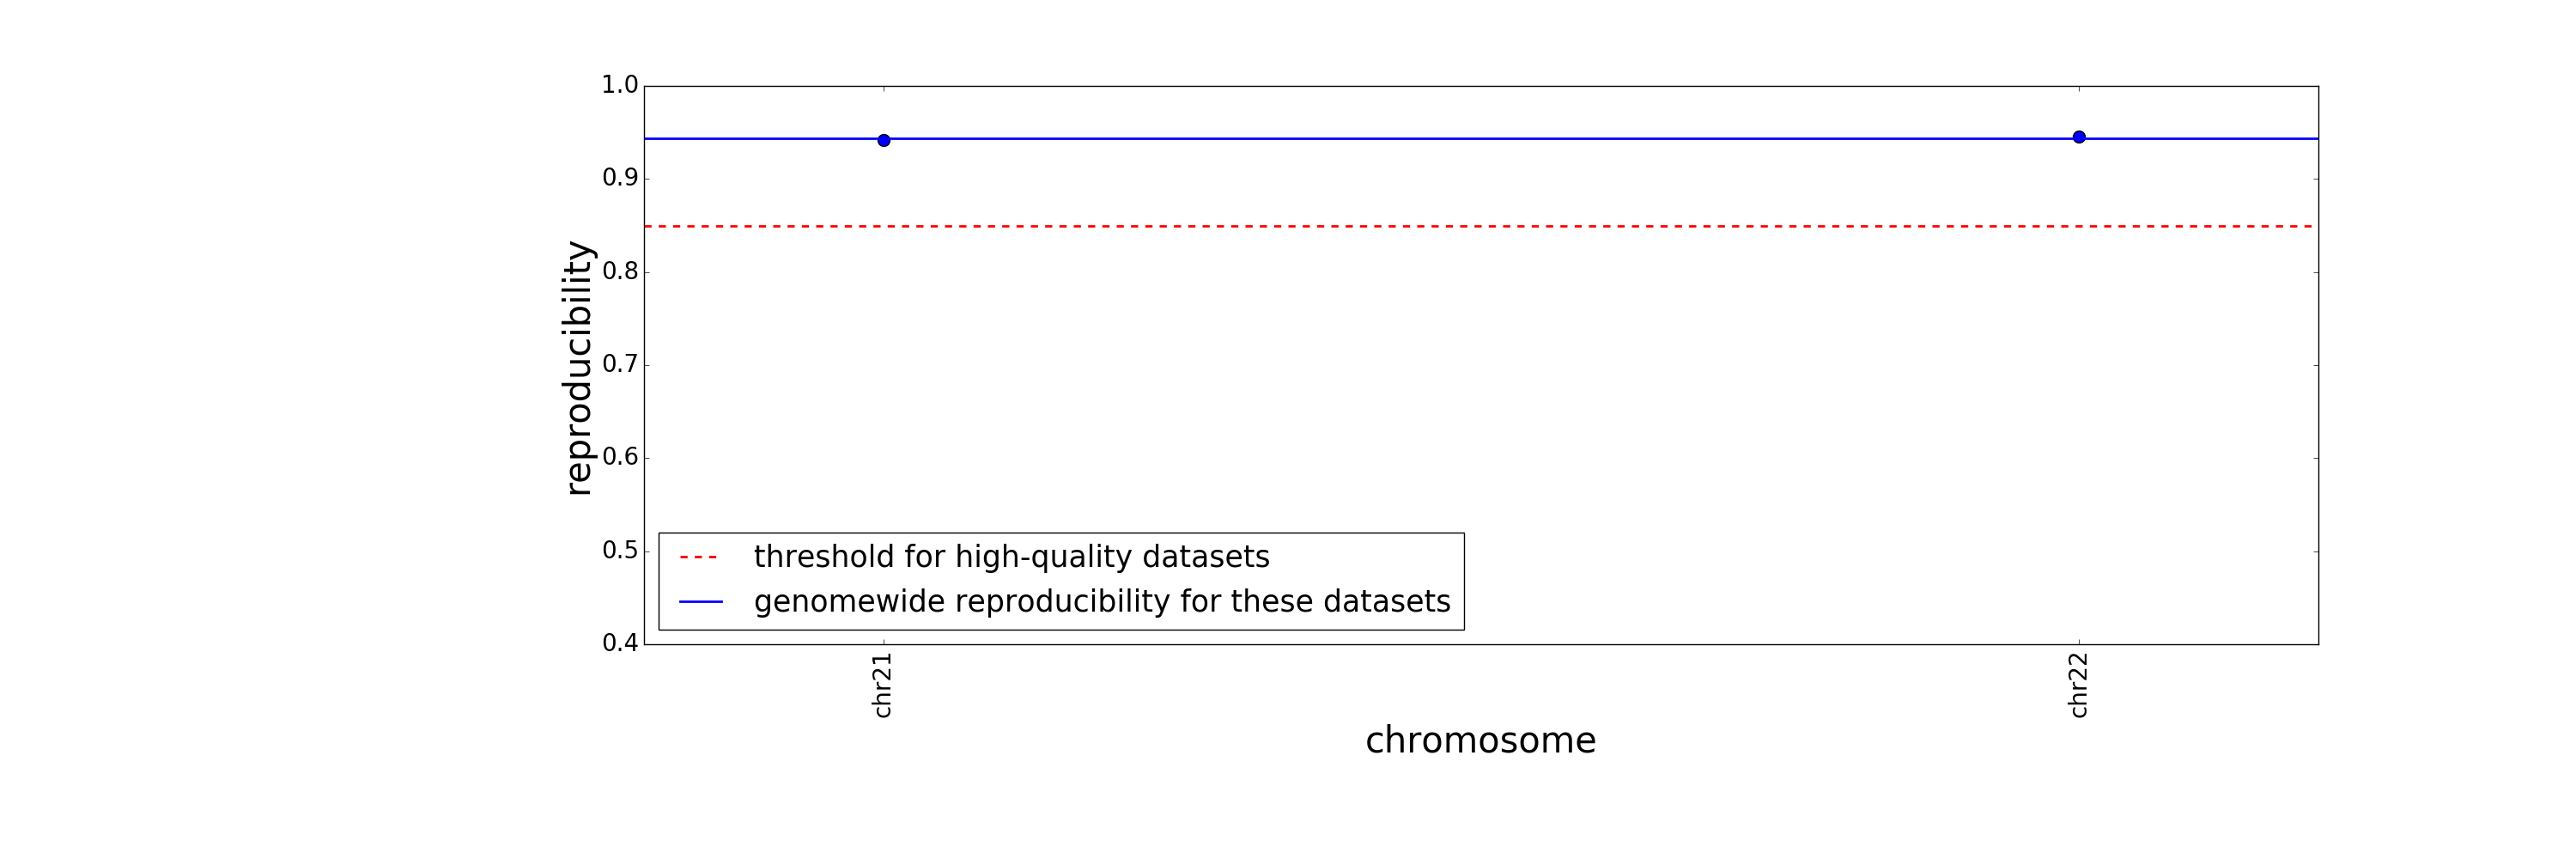 1.0
0.9
0.8
0.7
0.6
0.5
0.4
reproducibility
threshold for high-quality datasets
genomewide reproducibility for these datasets
chr21
chr22
chromosome